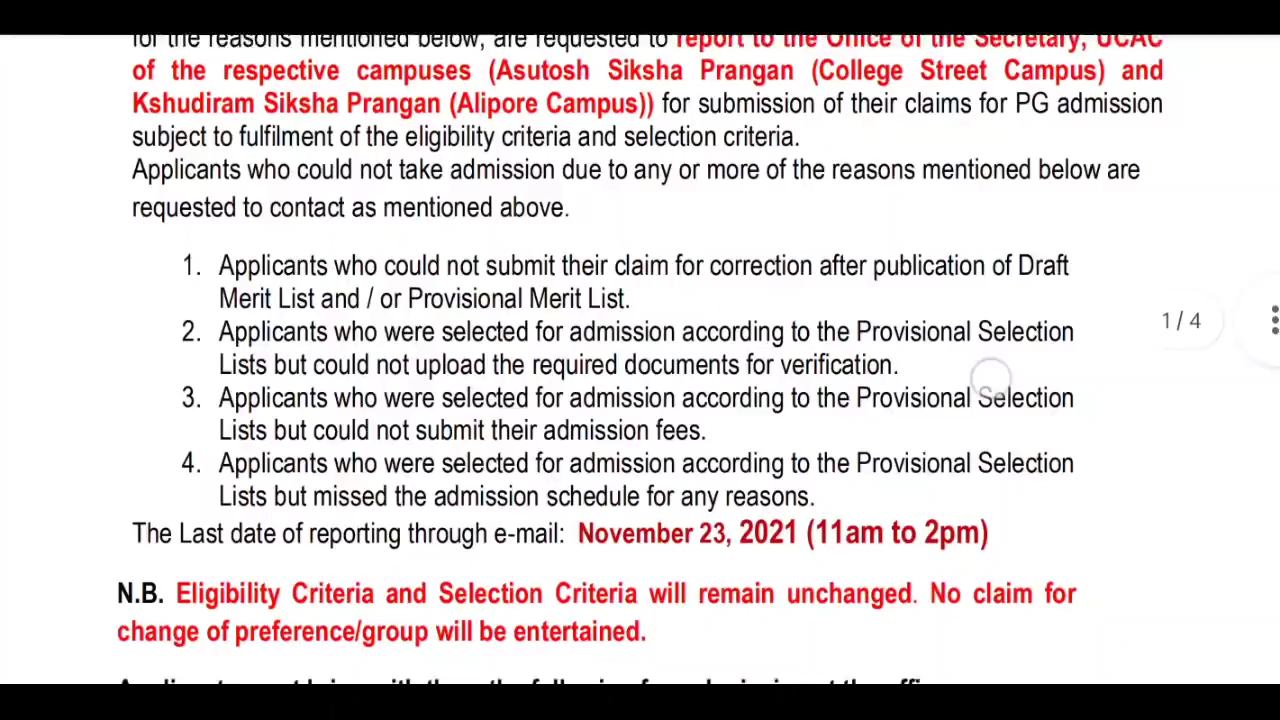 for the reasons mentioned below, are requested to report to the Office of the Secretary, UCAC
of the respective campuses (Asutosh Siksha Prangan (College Street Campus) and
Kshudiram Siksha Prangan (Alipore Campus)) for submission of their claims for PG admission
subject to fulfilment of the eligibility criteria and selection criteria.
Applicants who could not take admission due to any or more of the reasons mentioned below are
requested to contact as mentioned above.
1. Applicants who could not submit their claim for correction after publication of Draft
Merit List and / or Provisional Merit List.
2. Applicants who were selected for admission according to the Provisional Selection
Lists but could not upload the required documents for verification.
1 / 4
3. Applicants who were selected for admission according to the Provisional Selection
Lists but could not submit their admission fees.
4. Applicants who were selected for admission according to the Provisional Selection
Lists but missed the admission schedule for any reasons.
The Last date of reporting through e-mail: November 23, 2021 (11am to 2pm)
N.B. Eligibility Criteria and Selection Criteria will remain unchanged. No claim for
change of preference/group will be entertained.